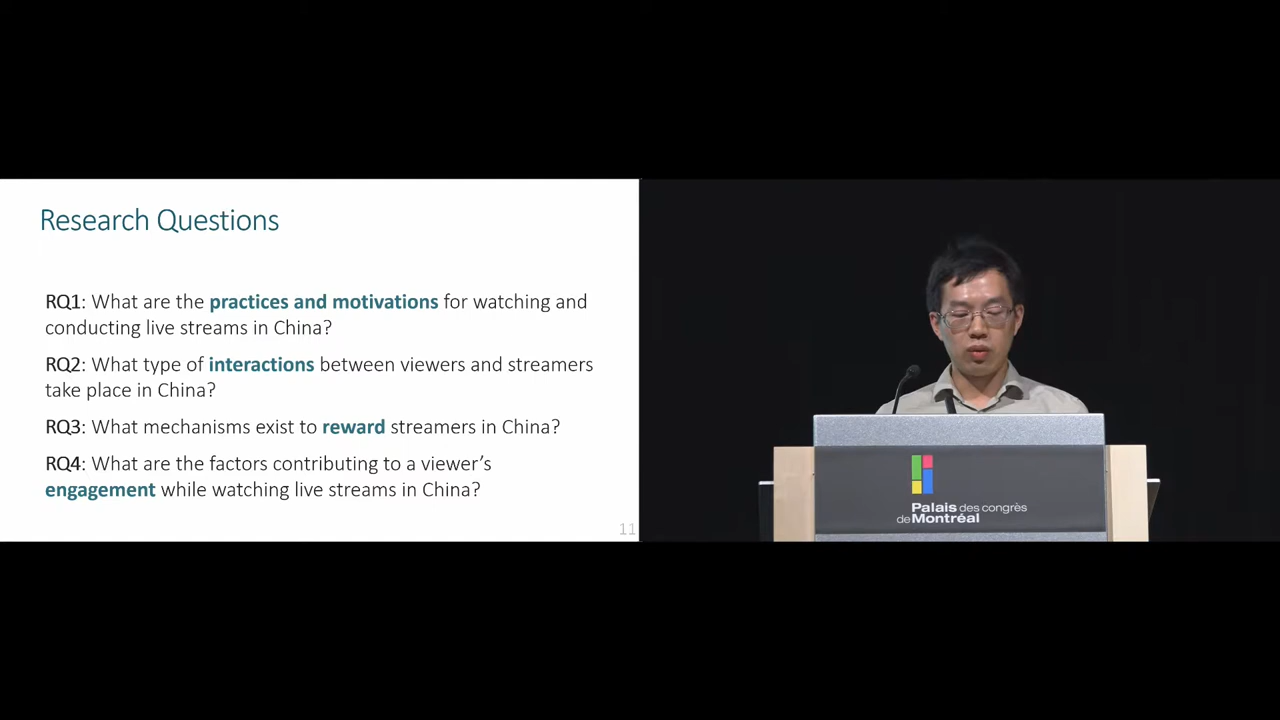 Research Questions
RQ1: What are the practices and motivations for watching and
conducting live streams in China?
RQ2: What type of interactions between viewers and streamers
take place in China?
RQ3: What mechanisms exist to reward streamers in China?
RQ4: What are the factors contributing to a viewer's
engagement while watching live streams in China?
11
Palais des congrès
de Montréal